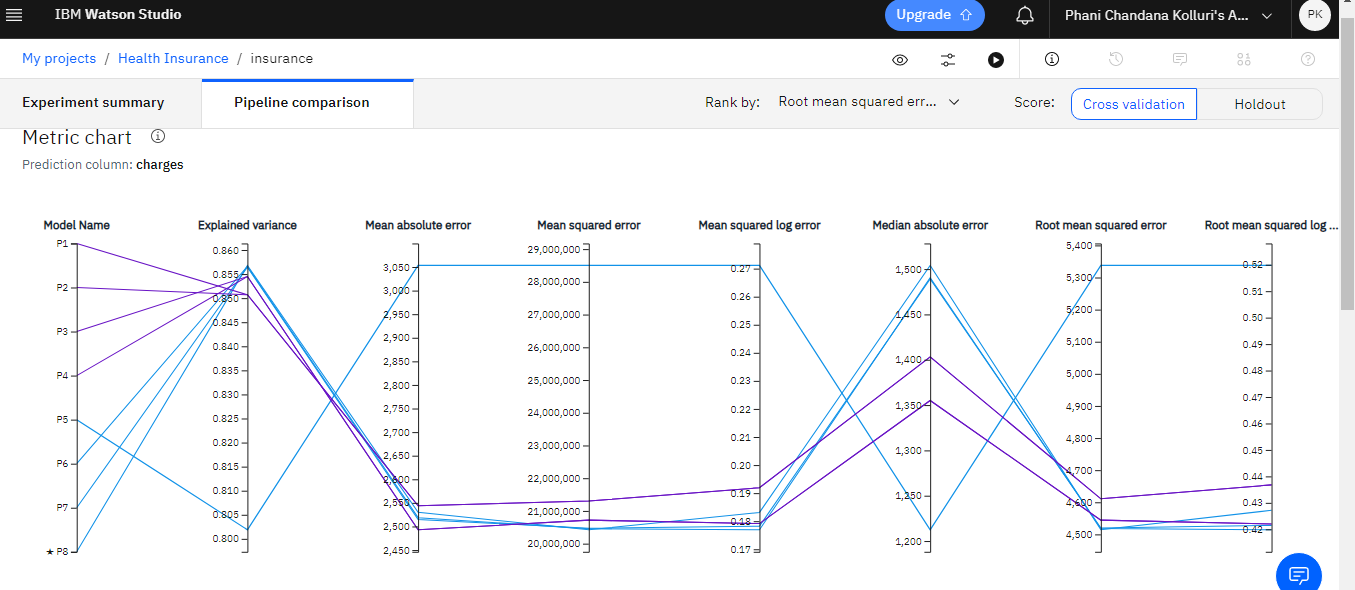 IBM Watson Studio
Upgrade
Phani Chandana Kolluri's A...
PK
My projects / Health Insurance / insurance
Experiment summary
Pipeline comparison
Rank by:
Root mean squared err...
Score:
Cross validation
Holdout
Metric chart
Prediction column: charges
Model Name
P1
P2
P3
P4
P5
P6
P7
★ P8
Explained variance
0.860
0.855
0.850
0.845
0.840
0.835
0.830
0.825
0.820
0.815
0.810
0.805
0.800
Mean absolute error
3,050
3,000
2,950
2,900
2,850
2,800
2,750
2,700
2,650
2,600
2,550
2,500
2,450
Mean squared error
29,000,000
28,000,000
27,000,000
26,000,000
25,000,000
24,000,000
23,000,000
22,000,000
21,000,000
20,000,000
Mean squared log error
0.27
0.26
0.25
0.24
0.23
0.22
0.21
0.20
0.19
0.18
0.17
Median absolute error
1,500
1,450
1,400
1,350
1,300
1,250
1,200
Root mean squared error
5,400
5,300
5,200
5,100
5,000
4,900
4,800
4,700
4,600
4,500
Root mean squared log ...
0.52
0.51
0.50
0.49
0.48
0.47
0.46
0.45
0.44
0.43
0.42